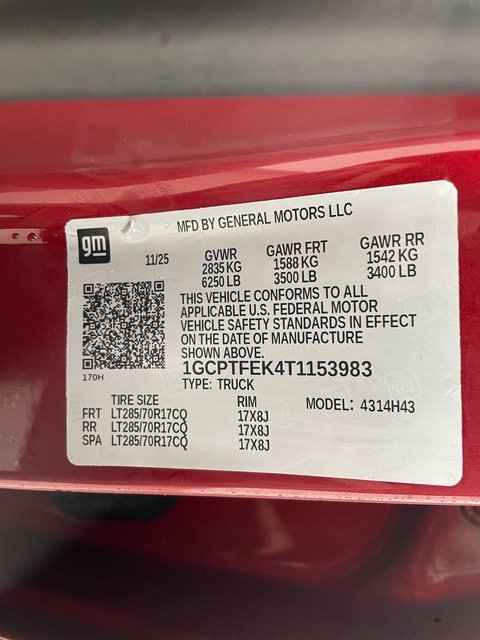 gm
MFD BY GENERAL MOTORS LLC
11/25
GVWR
2835 KG
6250 LB
GAWR FRT
1588 KG
3500 LB
GAWR RR
1542 KG
3400 LB
THIS VEHICLE CONFORMS TO ALL
APPLICABLE U.S. FEDERAL MOTOR
VEHICLE SAFETY STANDARDS IN EFFECT
ON THE DATE OF MANUFACTURE
SHOWN ABOVE.
170H
1GCPTFEK4T1153983
TYPE: TRUCK
TIRE SIZE RIM MODEL: 4314H43
FRT LT285/70R17CQ 17X8J
RR LT285/70R17CQ 17X8J
SPA LT285/70R17CQ 17X8J